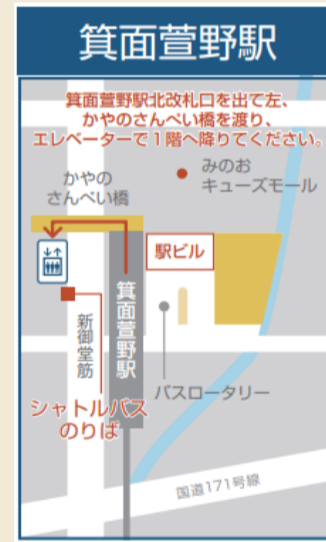 箕面萱野駅
箕面萱野駅北改札口を出て左、
かやのさんぺい橋を渡り、
エレベーターで1階へ降りてください。
かやの
さんぺい橋
みのお
キューズモール
駅ビル
箕面萱野駅
新御堂筋
バスロータリー
シャトルバス
のりば
国道171号線